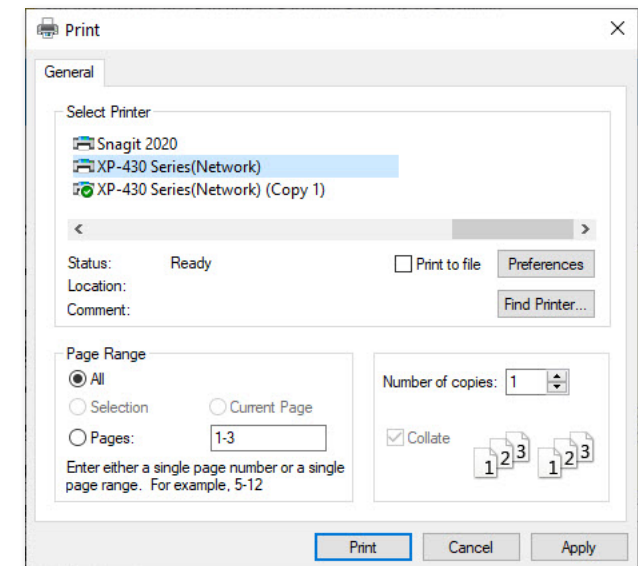 Print
General
Select Printer
Snagit 2020
XP-430 Series(Network)
XP-430 Series(Network) (Copy 1)
Status: Ready
Print to file
Preferences
Location:
Comment:
Find Printer...
Page Range
All
Selection
Current Page
Pages: 1-3
Enter either a single page number or a single
page range. For example, 5-12
Number of copies: 1
Collate
1 2 3 1 2 3
Print Cancel Apply